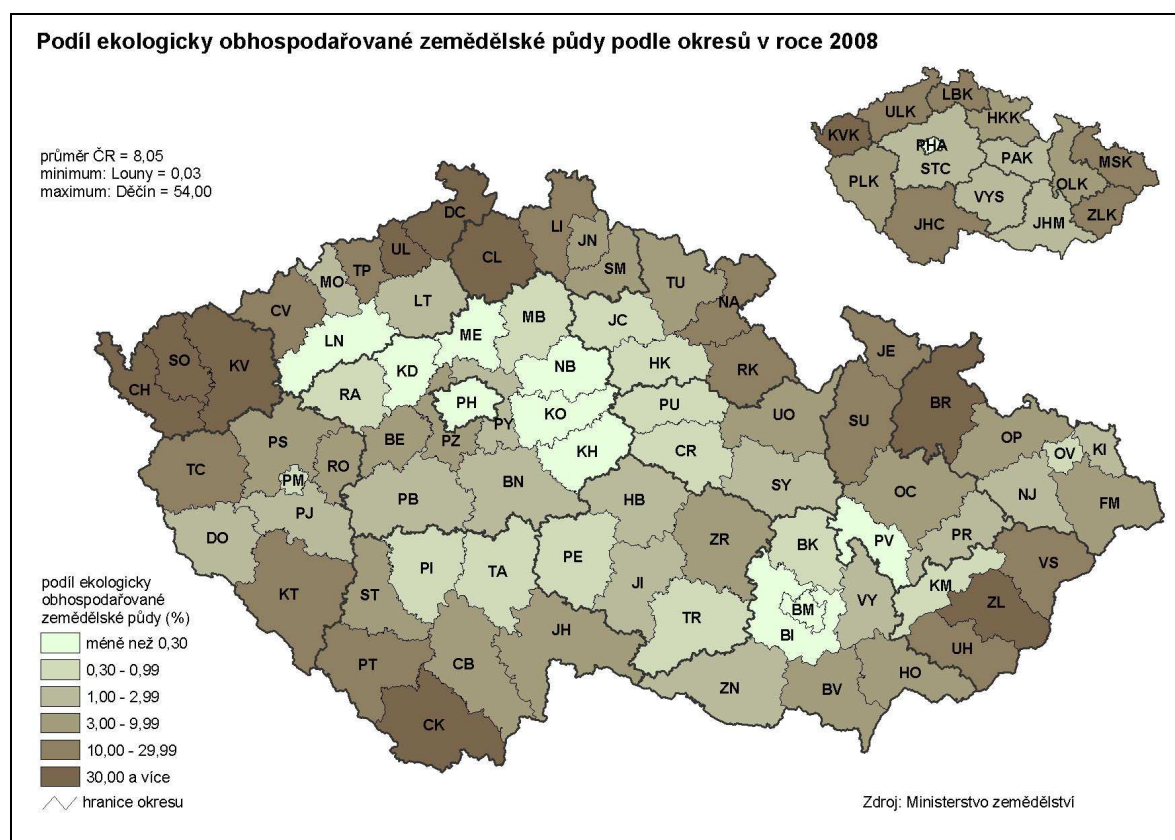 Podíl ekologicky obhospodařované zemědělské půdy podle okresů v roce 2008
průměr ČR = 8,05
minimum: Louny = 0,03
maximum: Děčín = 54,00
LBK
ULK
HKK
KVK
PHA
STC
PAK
MSK
PLK
OLK
VYS
JHC
JHM
ZLK
DC
LI
UL
JN
CL
TP
SM
MO
TU
LT
NA
CV
MB
JC
ME
LN
JE
SO
KV
NB
HK
RK
CH
KD
RA
BR
PH
KO
PU
UO
SU
PY
PS
BE
PZ
OP
KH
CR
OV
KI
TC
RO
PM
BN
SY
OC
NJ
PB
HB
FM
PJ
DO
ZR
BK
PV
PR
PE
VS
PI
TA
KM
KT
ST
JI
BM
VY
ZL
TR
JH
BI
UH
PT
CB
HO
ZN
BV
CK
podíl ekologicky
obhospodařované
zemědělské půdy (%)
méně než 0,30
0,30 - 0,99
1,00 - 2,99
3,00 - 9,99
10,00 - 29,99
30,00 a více
hranice okresu
Zdroj: Ministerstvo zemědělství